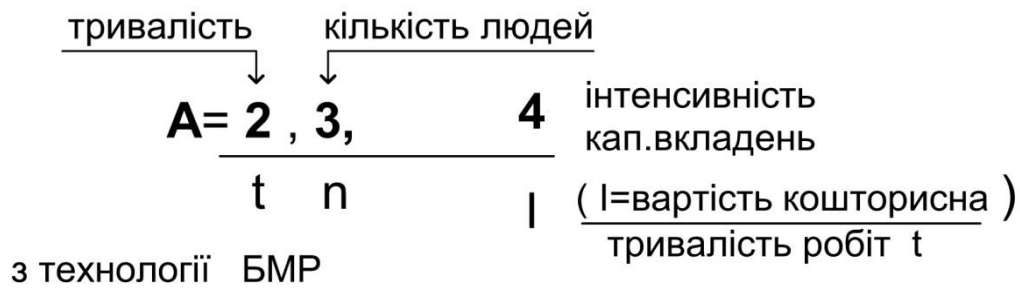 тривалість кількість людей
А= 2 , 3, 4 інтенсивність
кап.вкладень
t n I ( І=вартість кошторисна )
тривалість робіт t
з технології БМР